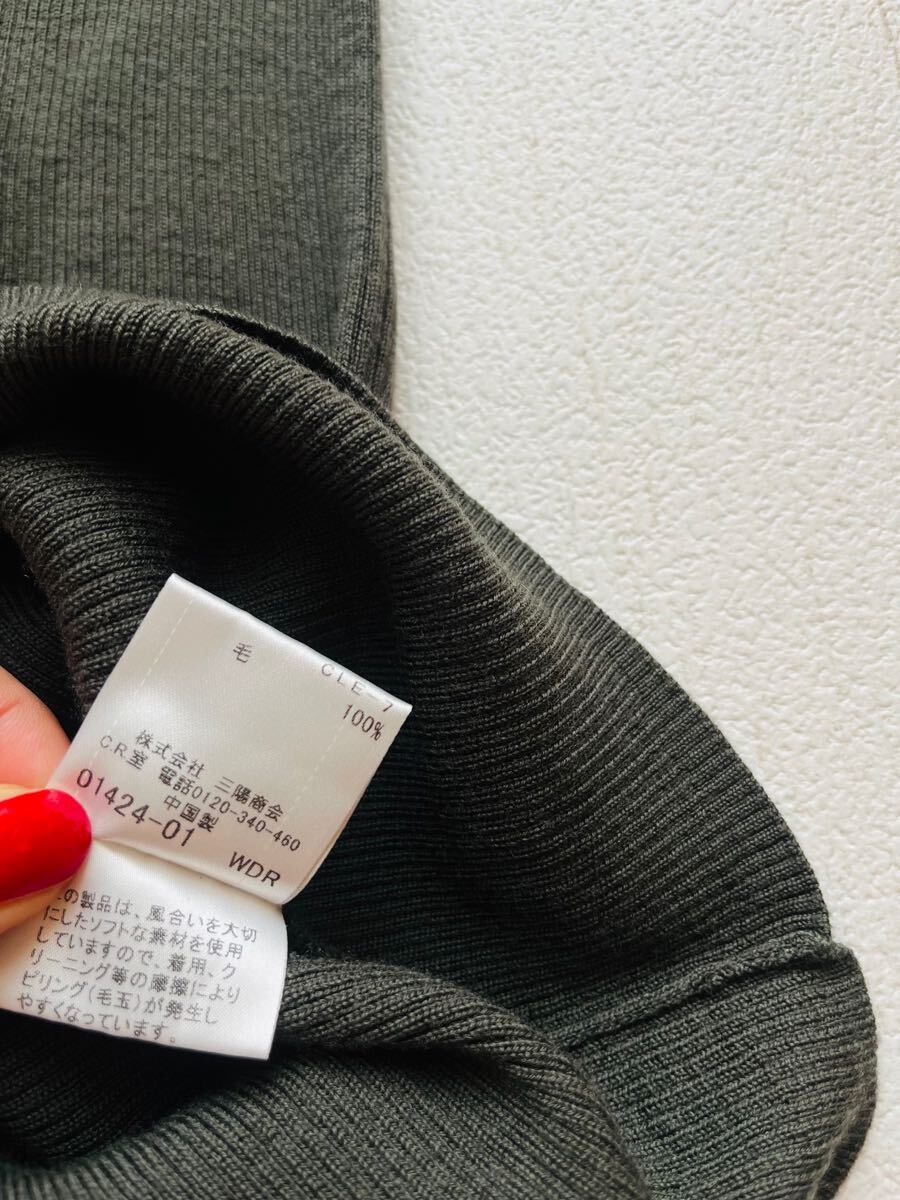 CLE-7
毛 100%
株式会社 三陽商会
C.R室 電話0120-340-460
中国製
01424-01 WDR
の製品は、風合いを大切
にしたソフトな素材を使用
していますので、着用、ク
リーニング等の摩擦により
ピリング(毛玉)が発生し
やすくなっています。